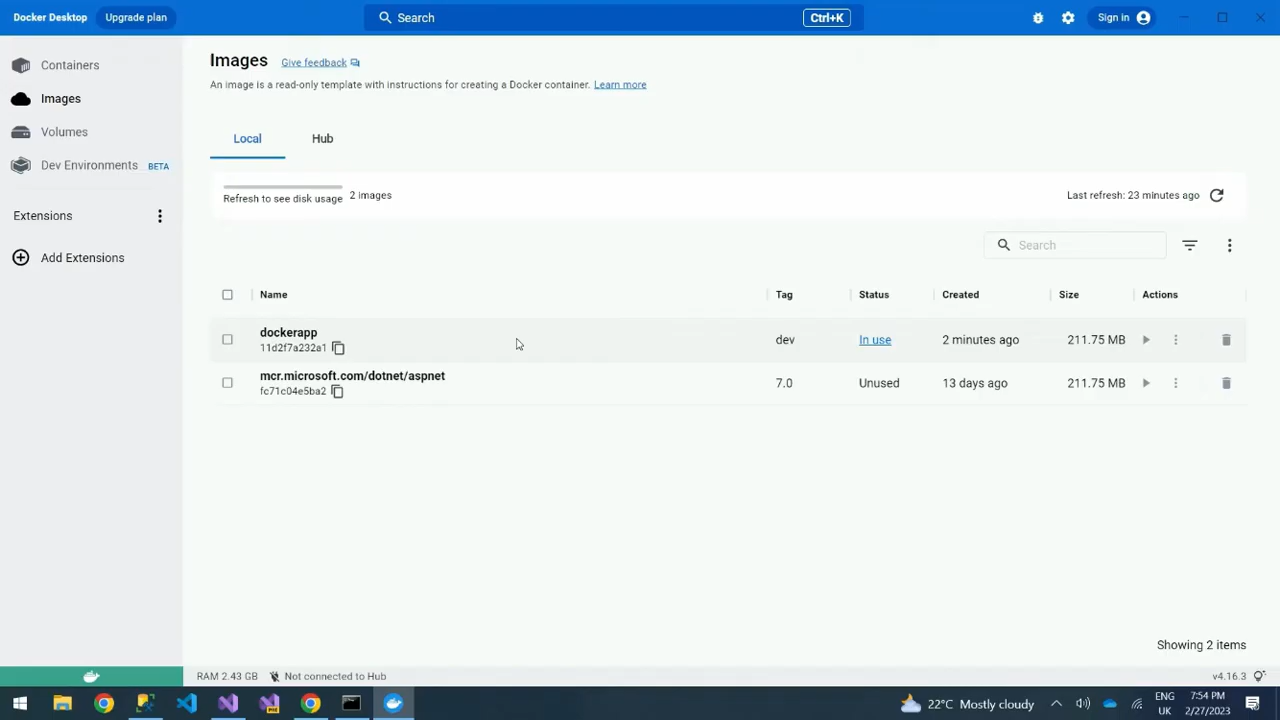 Docker Desktop Upgrade plan Search Ctrl+K Sign in
Containers
Images
Volumes
Dev Environments BETA
Extensions
Add Extensions
Images Give feedback
An image is a read-only template with instructions for creating a Docker container. Learn more
Local Hub
Refresh to see disk usage 2 images Last refresh: 23 minutes ago
Search
Name Tag Status Created Size Actions
dockerapp dev In use 2 minutes ago 211.75 MB
11d2f7a232a1
mcr.microsoft.com/dotnet/aspnet 7.0 Unused 13 days ago 211.75 MB
fc71c04e5ba2
Showing 2 items
RAM 2.43 GB Not connected to Hub v4.16.3
22°C Mostly cloudy ENG 7:54 PM
UK 2/27/2023